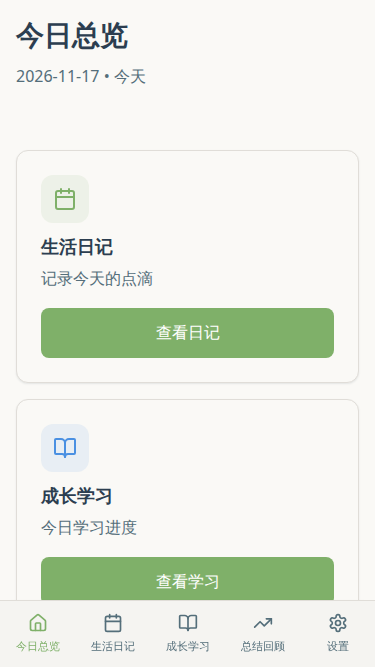 今日总览
2026-11-17 • 今天
生活日记
记录今天的点滴
查看日记
成长学习
今日学习进度
查看学习
今日总览
生活日记
成长学习
总结回顾
设置